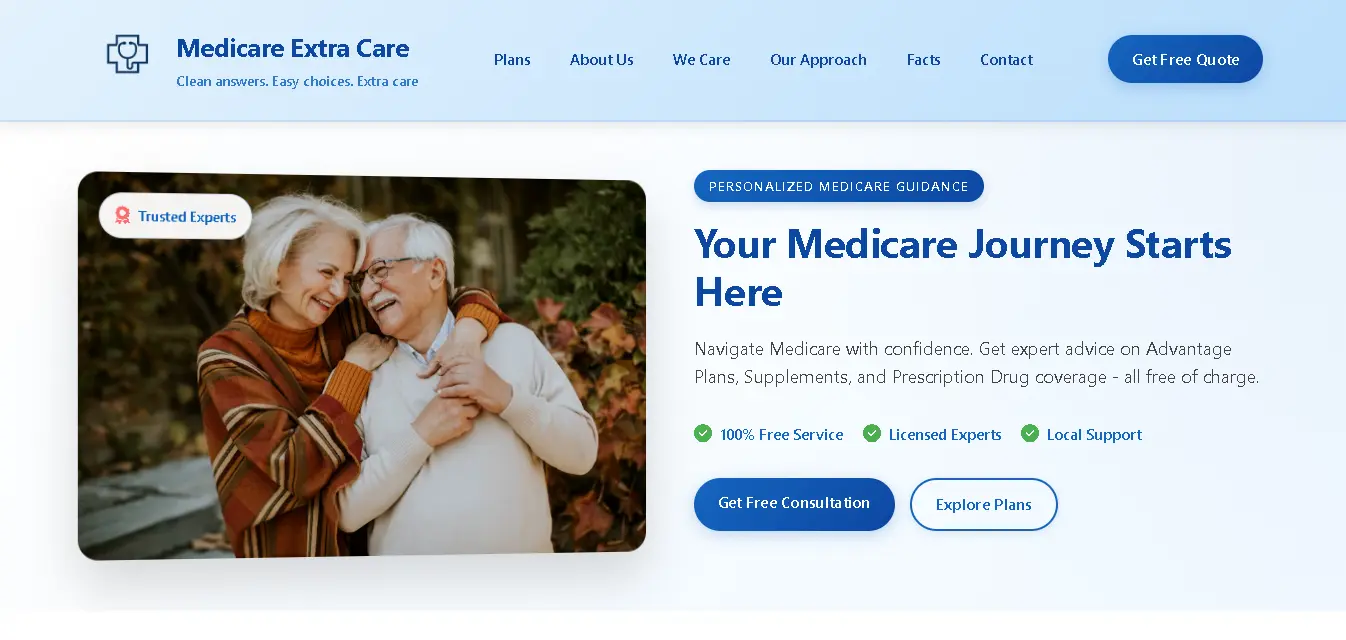 Medicare Extra Care
Clean answers. Easy choices. Extra care
Plans
About Us
We Care
Our Approach
Facts
Contact
Get Free Quote
Trusted Experts
PERSONALIZED MEDICARE GUIDANCE
Your Medicare Journey Starts
Here
Navigate Medicare with confidence. Get expert advice on Advantage
Plans, Supplements, and Prescription Drug coverage - all free of charge.
100% Free Service
Licensed Experts
Local Support
Get Free Consultation
Explore Plans